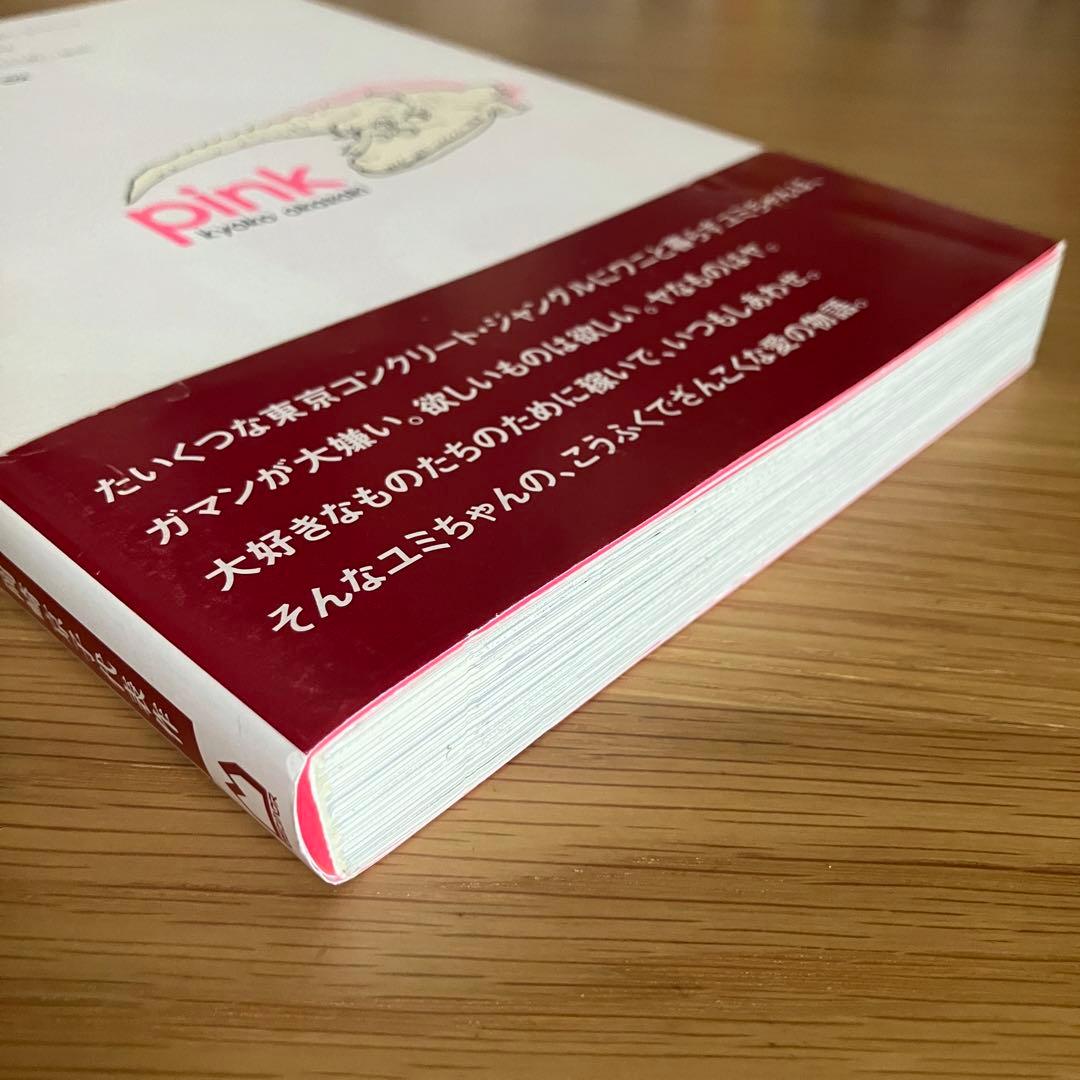 pink
kyoko okazaki
たいくつな東京コンクリート・ジャングルにワニと暮らすユミちゃんは、
ガマンが大嫌い。欲しいものは欲しい。ヤなものはヤ。
大好きなものたちのために稼いで、いつもしあわせ。
そんなユミちゃんの、こうふくでざんこくな愛の物語。